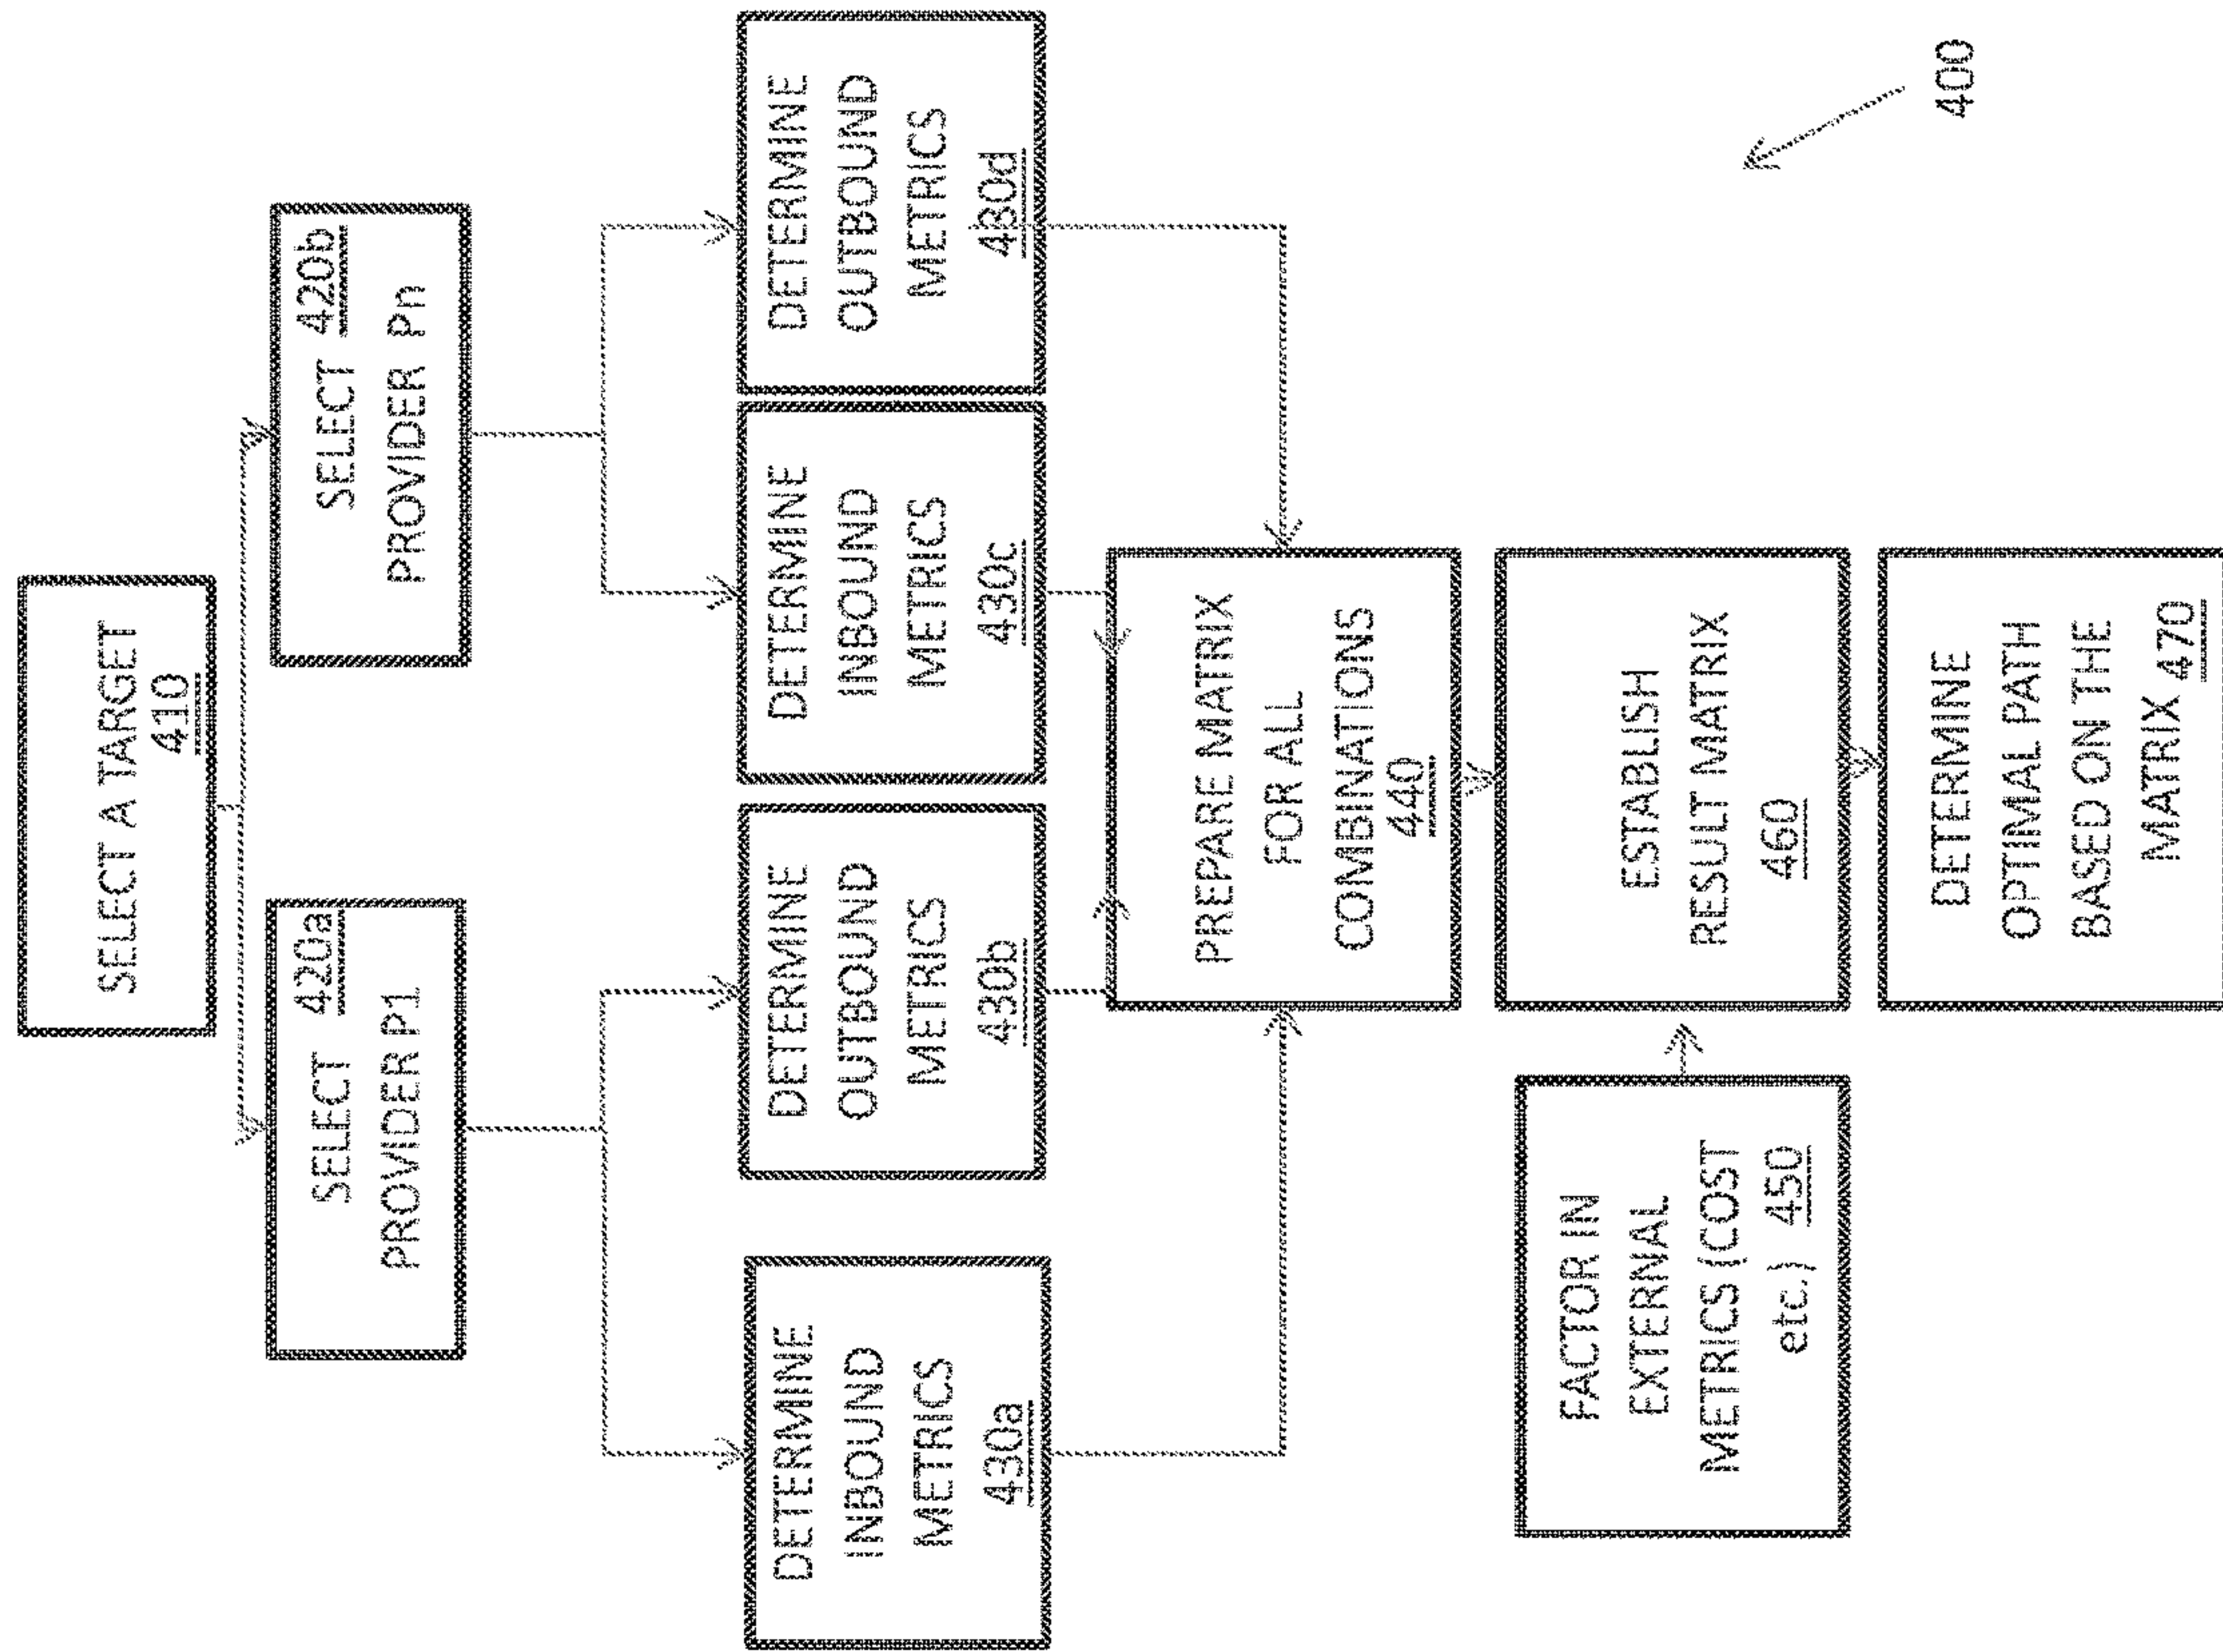 SELECT A TARGET
410
SELECT 420a
PROVIDER P1
SELECT 420b
PROVIDER Pn
DETERMINE
INBOUND
METRICS
430a
DETERMINE
OUTBOUND
METRICS
430b
DETERMINE
INBOUND
METRICS
430c
DETERMINE
OUTBOUND
METRICS
430d
PREPARE MATRIX
FOR ALL
COMBINATIONS
440
FACTOR IN
EXTERNAL
METRICS (COST
etc.) 450
ESTABLISH
RESULT MATRIX
460
DETERMINE
OPTIMAL PATH
BASED ON THE
MATRIX 470
400